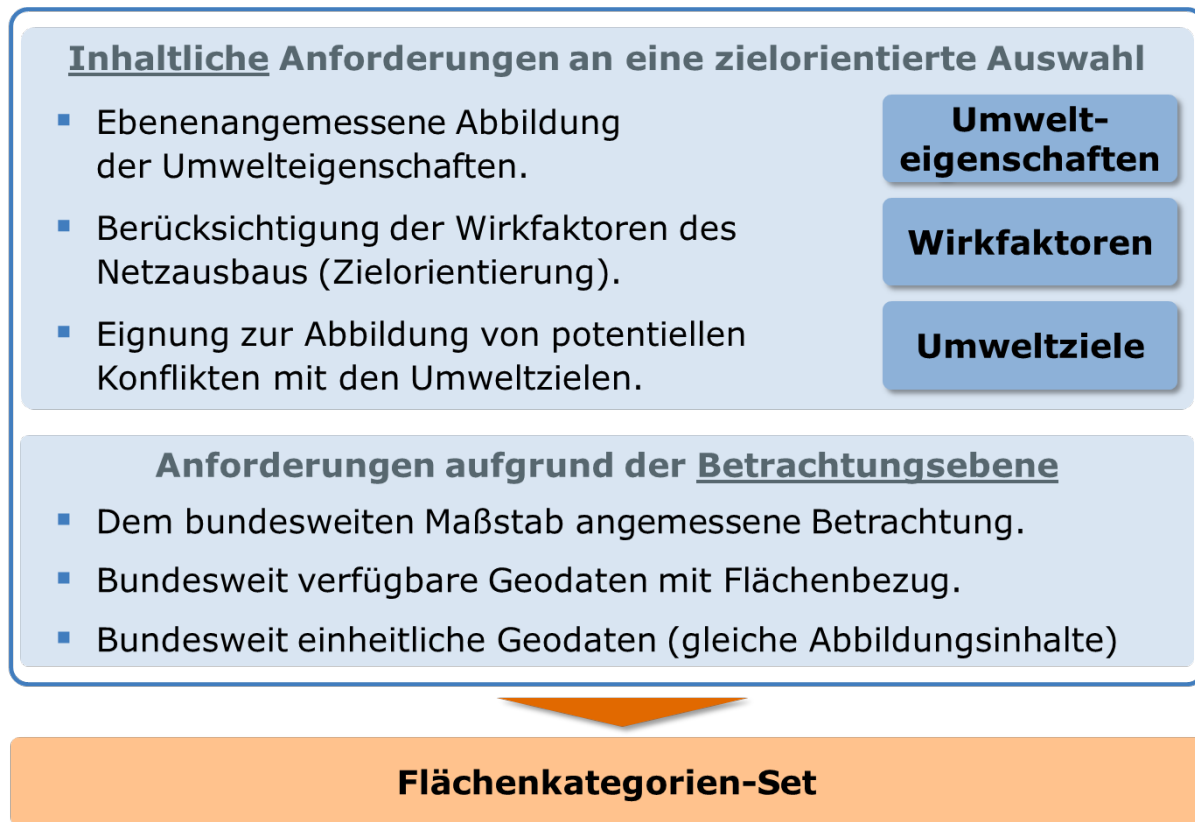 Inhaltliche Anforderungen an eine zielorientierte Auswahl
▪ Ebenenangemessene Abbildung
der Umwelteigenschaften.
Umwelt-
eigenschaften
▪ Berücksichtigung der Wirkfaktoren des
Netzausbaus (Zielorientierung).
Wirkfaktoren
▪ Eignung zur Abbildung von potentiellen
Konflikten mit den Umweltzielen.
Umweltziele
Anforderungen aufgrund der Betrachtungsebene
▪ Dem bundesweiten Maßstab angemessene Betrachtung.
▪ Bundesweit verfügbare Geodaten mit Flächenbezug.
▪ Bundesweit einheitliche Geodaten (gleiche Abbildungsinhalte)
Flächenkategorien-Set